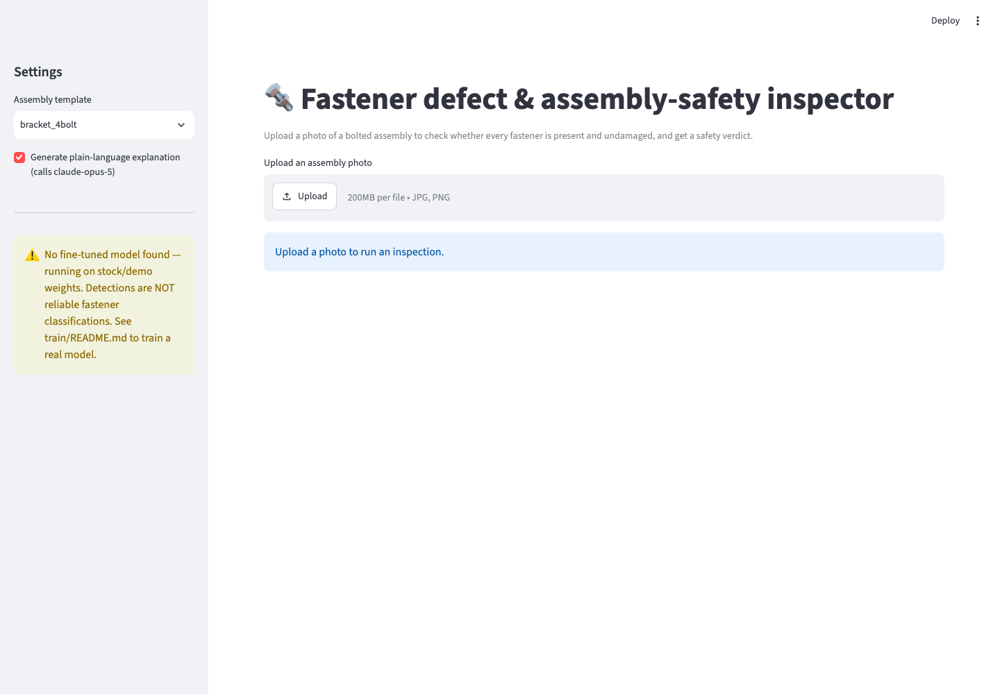 Deploy
Settings
Assembly template
bracket_4bolt
Generate plain-language explanation
(calls claude-opus-5)
No fine-tuned model found —
running on stock/demo
weights. Detections are NOT
reliable fastener
classifications. See
train/README.md to train a
real model.
Fastener defect & assembly-safety inspector
Upload a photo of a bolted assembly to check whether every fastener is present and undamaged, and get a safety verdict.
Upload an assembly photo
Upload
200MB per file • JPG, PNG
Upload a photo to run an inspection.